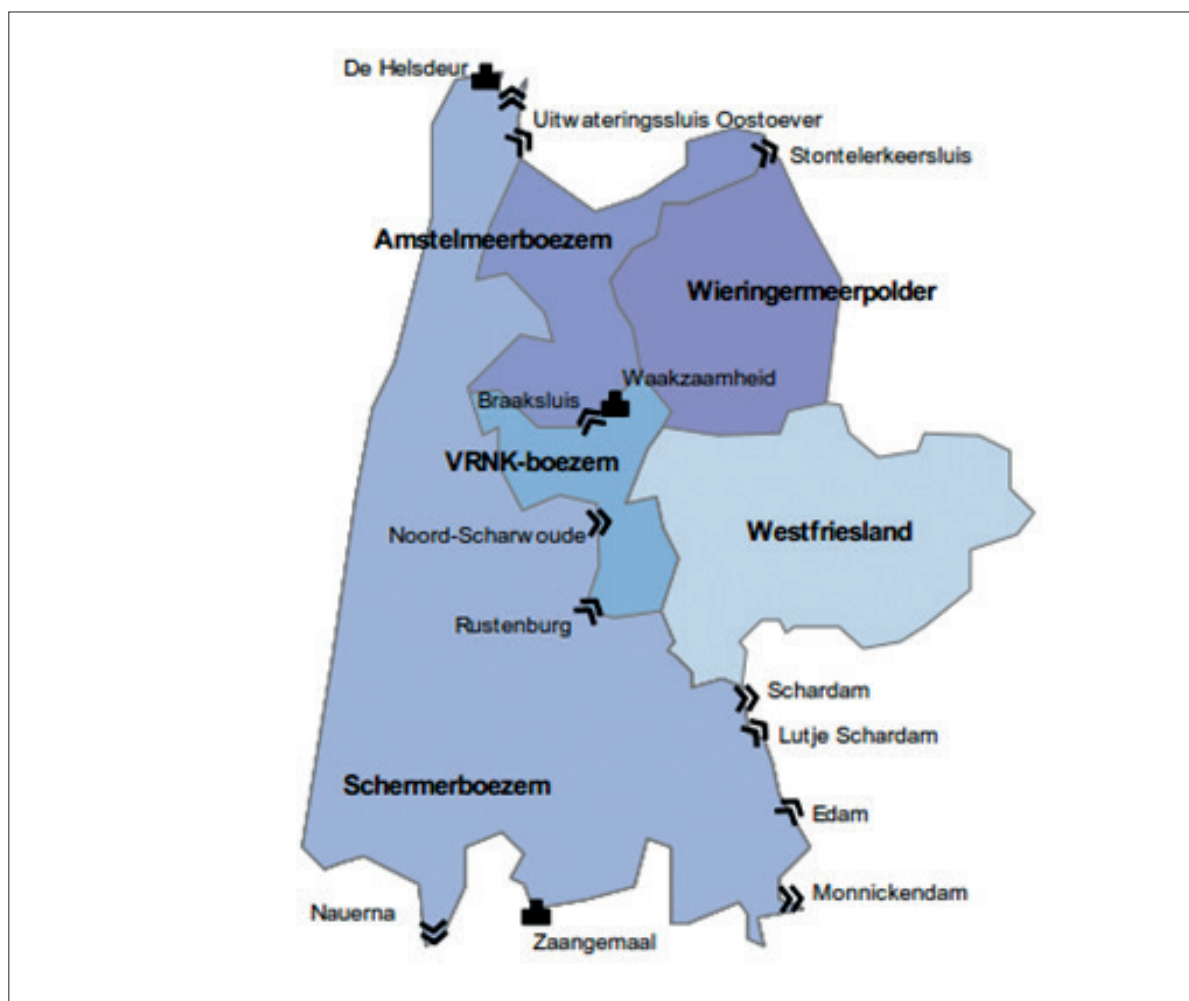 De Helsdeur
Uitwateringssluis Oostoever
Stontelerkeersluis
Amstelmeerboezem
Wieringermeerpolder
Waakzaamheid
Braaksluis
VRNK-boezem
Noord-Scharwoude
Westfriesland
Rustenburg
Schardam
Lutje Schardam
Schermerboezem
Edam
Monnickendam
Nauerna
Zaangemaal